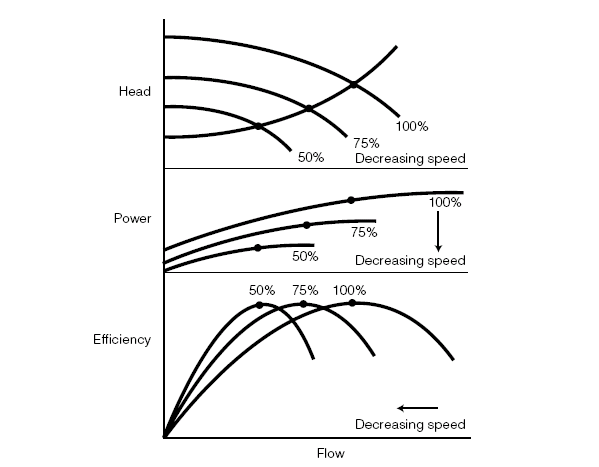 Head
100%
75%
50%
Decreasing speed
Power
100%
75%
50%
Decreasing speed
50% 75% 100%
Efficiency
Decreasing speed
Flow